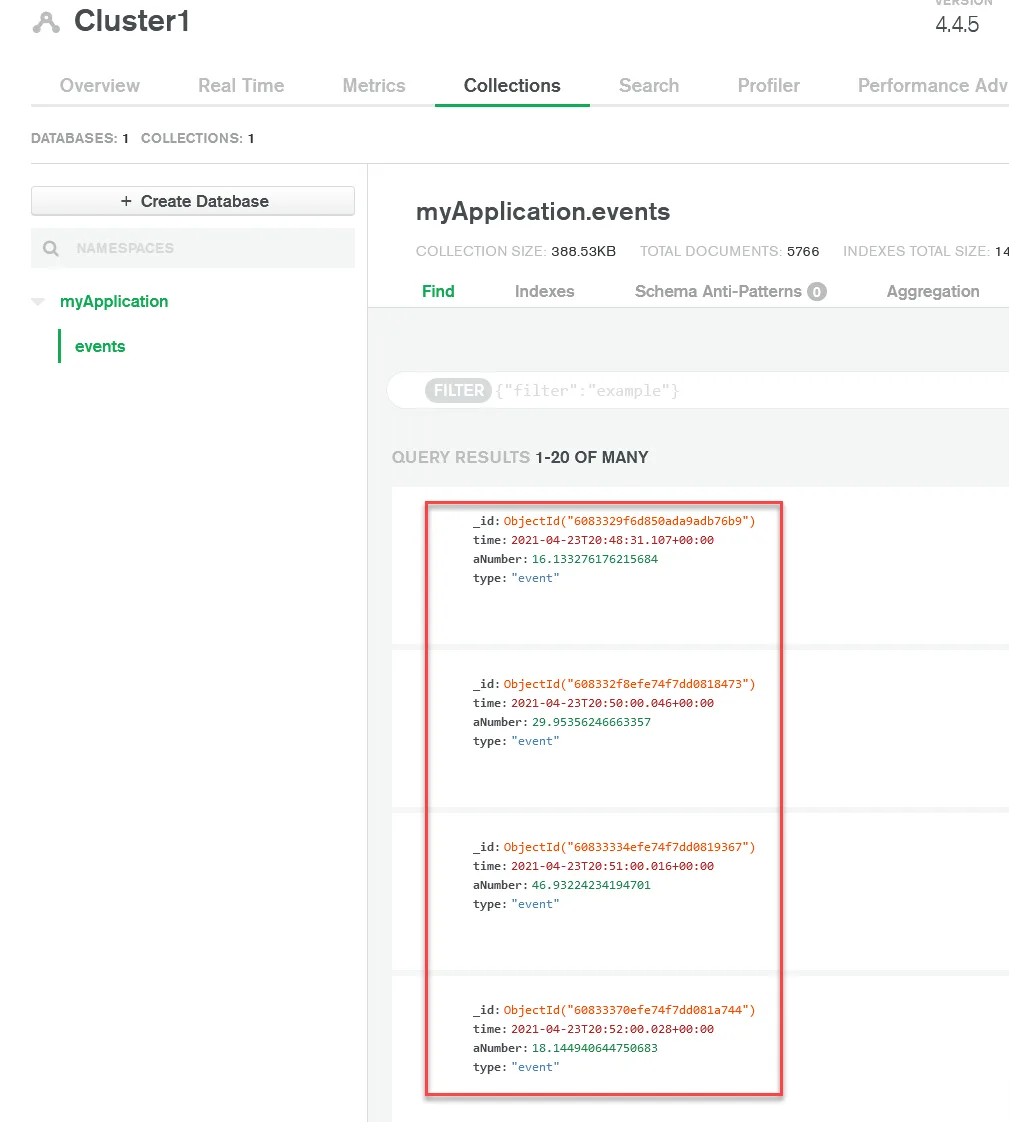 Cluster1
VERSION
4.4.5
Overview Real Time Metrics Collections Search Profiler Performance Adv
DATABASES: 1 COLLECTIONS: 1
+ Create Database
NAMESPACES
myApplication
events
myApplication.events
COLLECTION SIZE: 388.53KB TOTAL DOCUMENTS: 5766 INDEXES TOTAL SIZE: 14
Find Indexes Schema Anti-Patterns 0 Aggregation
FILTER {"filter":"example"}
QUERY RESULTS 1-20 OF MANY
_id: ObjectId("6083329f6d850ada9adb76b9")
time: 2021-04-23T20:48:31.107+00:00
aNumber: 16.133276176215684
type: "event"
_id: ObjectId("608332f8efe74f7dd0818473")
time: 2021-04-23T20:50:00.046+00:00
aNumber: 29.95356246663357
type: "event"
_id: ObjectId("60833334efe74f7dd0819367")
time: 2021-04-23T20:51:00.016+00:00
aNumber: 46.93224234194701
type: "event"
_id: ObjectId("60833370efe74f7dd081a744")
time: 2021-04-23T20:52:00.028+00:00
aNumber: 18.144940644750683
type: "event"